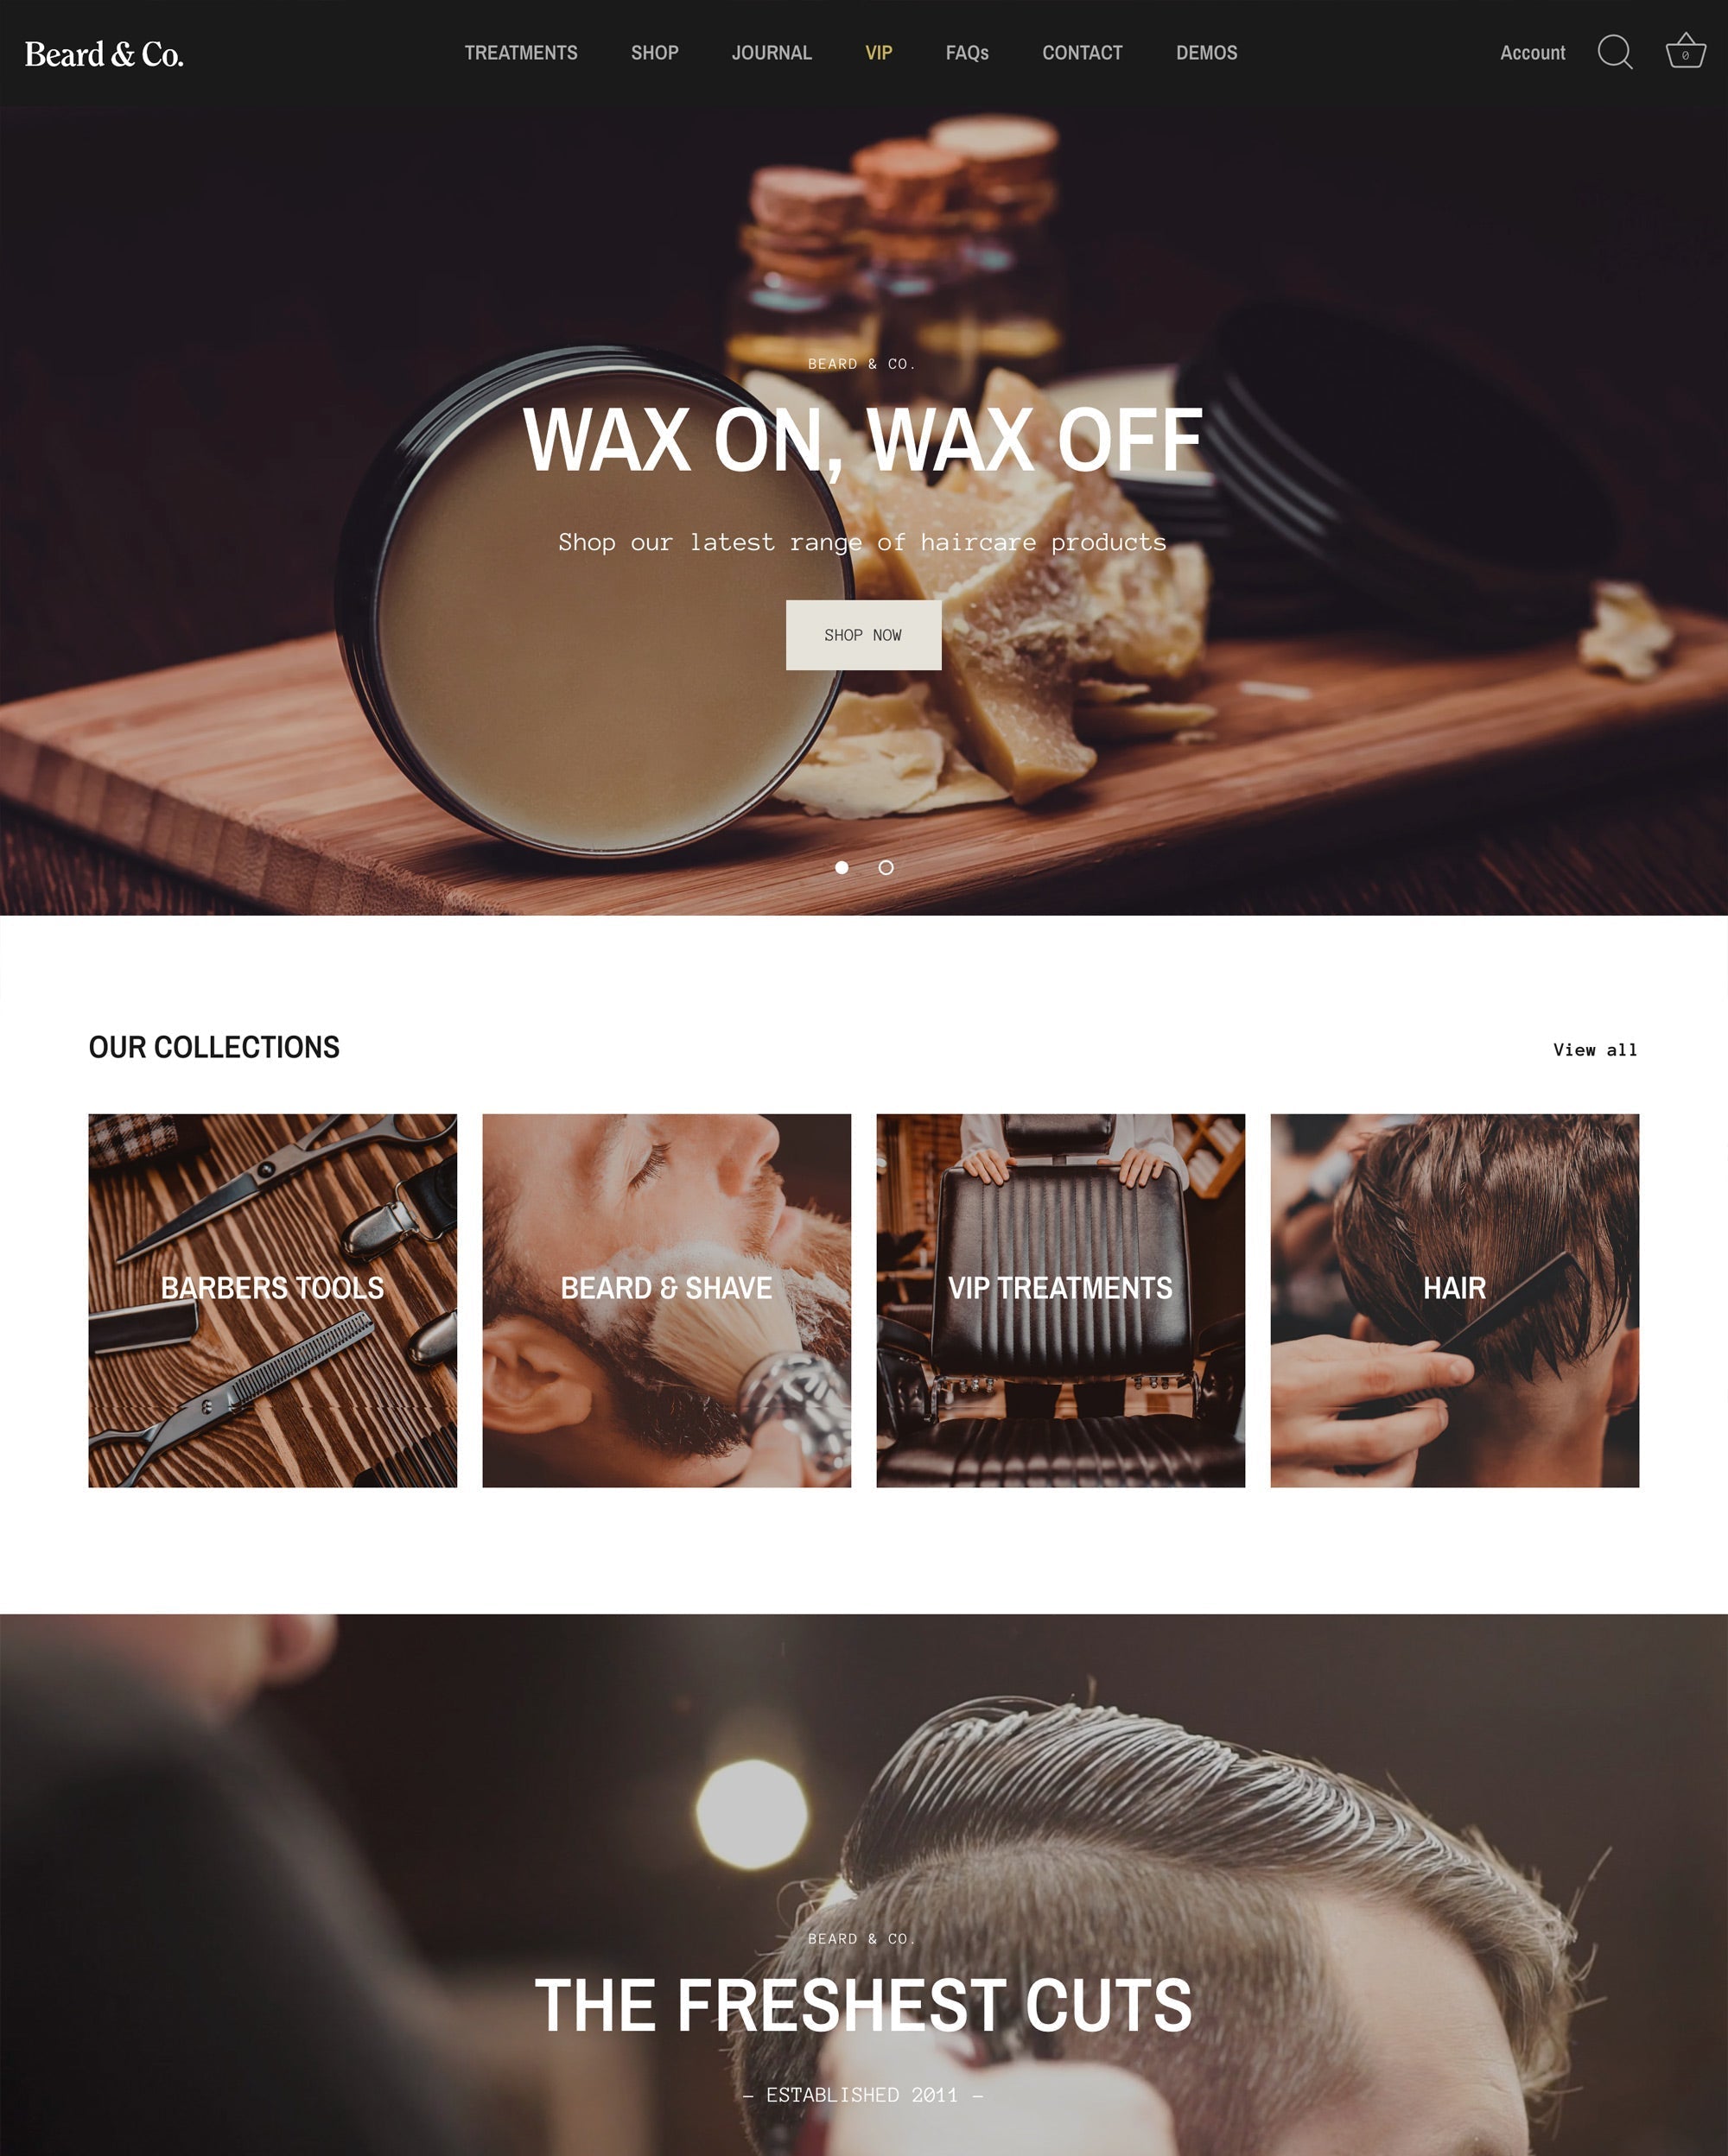 Beard & Co.
TREATMENTS
SHOP
JOURNAL
VIP
FAQs
CONTACT
DEMOS
Account
0
BEARD & CO.
WAX ON, WAX OFF
Shop our latest range of haircare products
SHOP NOW
OUR COLLECTIONS
View all
BARBERS TOOLS
BEARD & SHAVE
VIP TREATMENTS
HAIR
BEARD & CO.
THE FRESHEST CUTS
— ESTABLISHED 2011 —